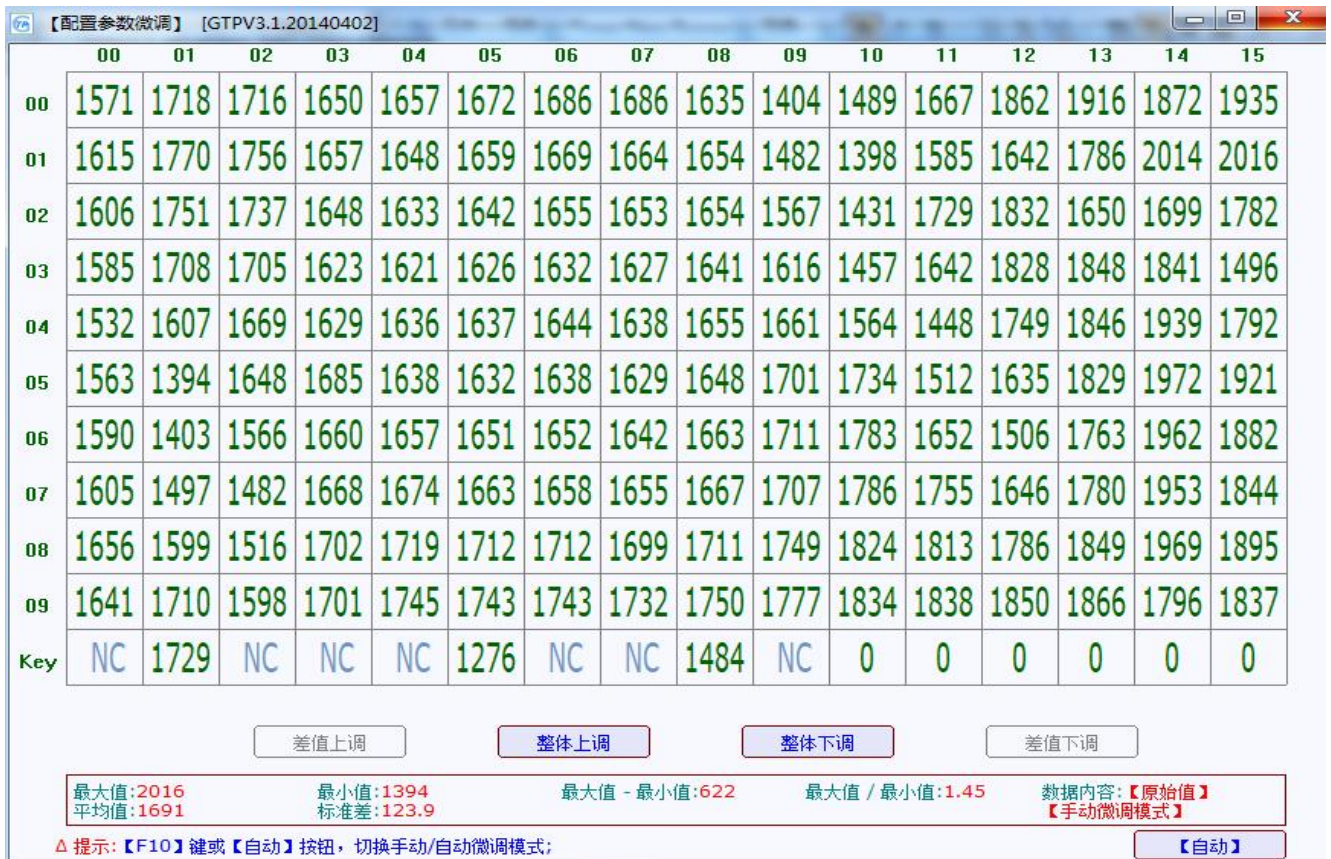 【配置参数微调】 [GTPV3.1.20140402]
00 01 02 03 04 05 06 07 08 09 10 11 12 13 14 15
00 1571 1718 1716 1650 1657 1672 1686 1686 1635 1404 1489 1667 1862 1916 1872 1935
01 1615 1770 1756 1657 1648 1659 1669 1664 1654 1482 1398 1585 1642 1786 2014 2016
02 1606 1751 1737 1648 1633 1642 1655 1653 1654 1567 1431 1729 1832 1650 1699 1782
03 1585 1708 1705 1623 1621 1626 1632 1627 1641 1616 1457 1642 1828 1848 1841 1496
04 1532 1607 1669 1629 1636 1637 1644 1638 1655 1661 1564 1448 1749 1846 1939 1792
05 1563 1394 1648 1685 1638 1632 1638 1629 1648 1701 1734 1512 1635 1829 1972 1921
06 1590 1403 1566 1660 1657 1651 1652 1642 1663 1711 1783 1652 1506 1763 1962 1882
07 1605 1497 1482 1668 1674 1663 1658 1655 1667 1707 1786 1755 1646 1780 1953 1844
08 1656 1599 1516 1702 1719 1712 1712 1699 1711 1749 1824 1813 1786 1849 1969 1895
09 1641 1710 1598 1701 1745 1743 1743 1732 1750 1777 1834 1838 1850 1866 1796 1837
Key NC 1729 NC NC NC 1276 NC NC 1484 NC 0 0 0 0 0 0
差值上调 整体上调 整体下调 差值下调
最大值:2016 最小值:1394 最大值 - 最小值:622 最大值 / 最小值:1.45 数据内容:【原始值】
平均值:1691 标准差:123.9 【手动微调模式】
Δ 提示:【F10】键或【自动】按钮，切换手动/自动微调模式; 【自动】